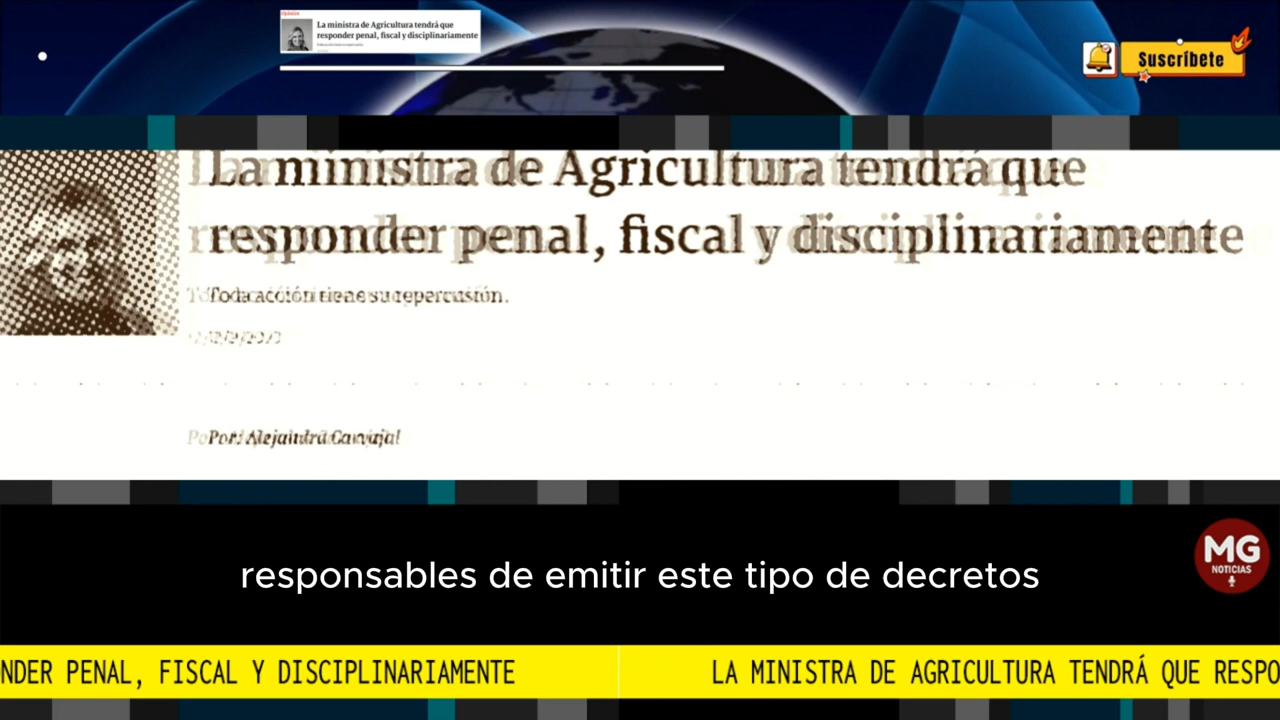 Opinión
La ministra de Agricultura tendrá que
responder penal, fiscal y disciplinariamente
Suscríbete
La ministra de Agricultura tendrá que
responder penal, fiscal y disciplinariamente
Toda acción tiene su repercusión.
Por: Alejandra Carvajal
responsables de emitir este tipo de decretos
MG
NOTICIAS
NDER PENAL, FISCAL Y DISCIPLINARIAMENTE LA MINISTRA DE AGRICULTURA TENDRÁ QUE RESPO